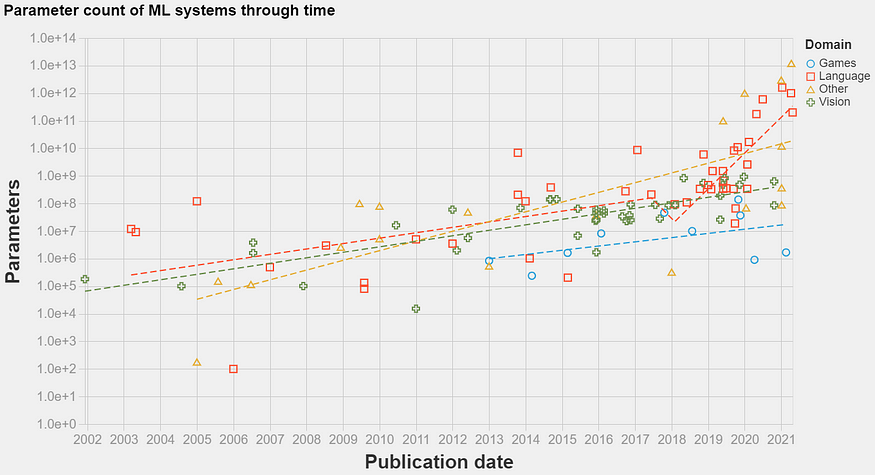 Parameter count of ML systems through time
1.0e+14
1.0e+13
1.0e+12
1.0e+11
1.0e+10
1.0e+9
1.0e+8
1.0e+7
1.0e+6
1.0e+5
1.0e+4
1.0e+3
1.0e+2
1.0e+1
1.0e+0
Parameters
2002 2003 2004 2005 2006 2007 2008 2009 2010 2011 2012 2013 2014 2015 2016 2017 2018 2019 2020 2021
Publication date
Domain
Games
Language
Other
Vision